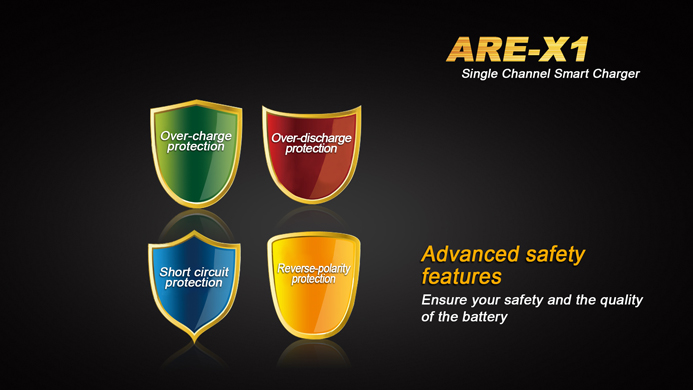 ARE-X1
Single Channel Smart Charger
Over-charge
protection
Over-discharge
protection
Short circuit
protection
Reverse-polarity
protection
Advanced safety
features
Ensure your safety and the quality
of the battery